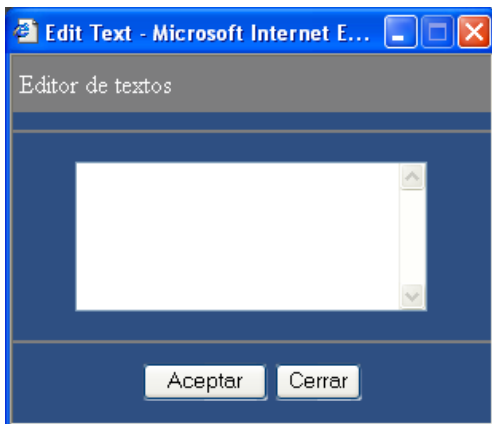 Edit Text - Microsoft Internet E...
Editor de textos
Aceptar Cerrar